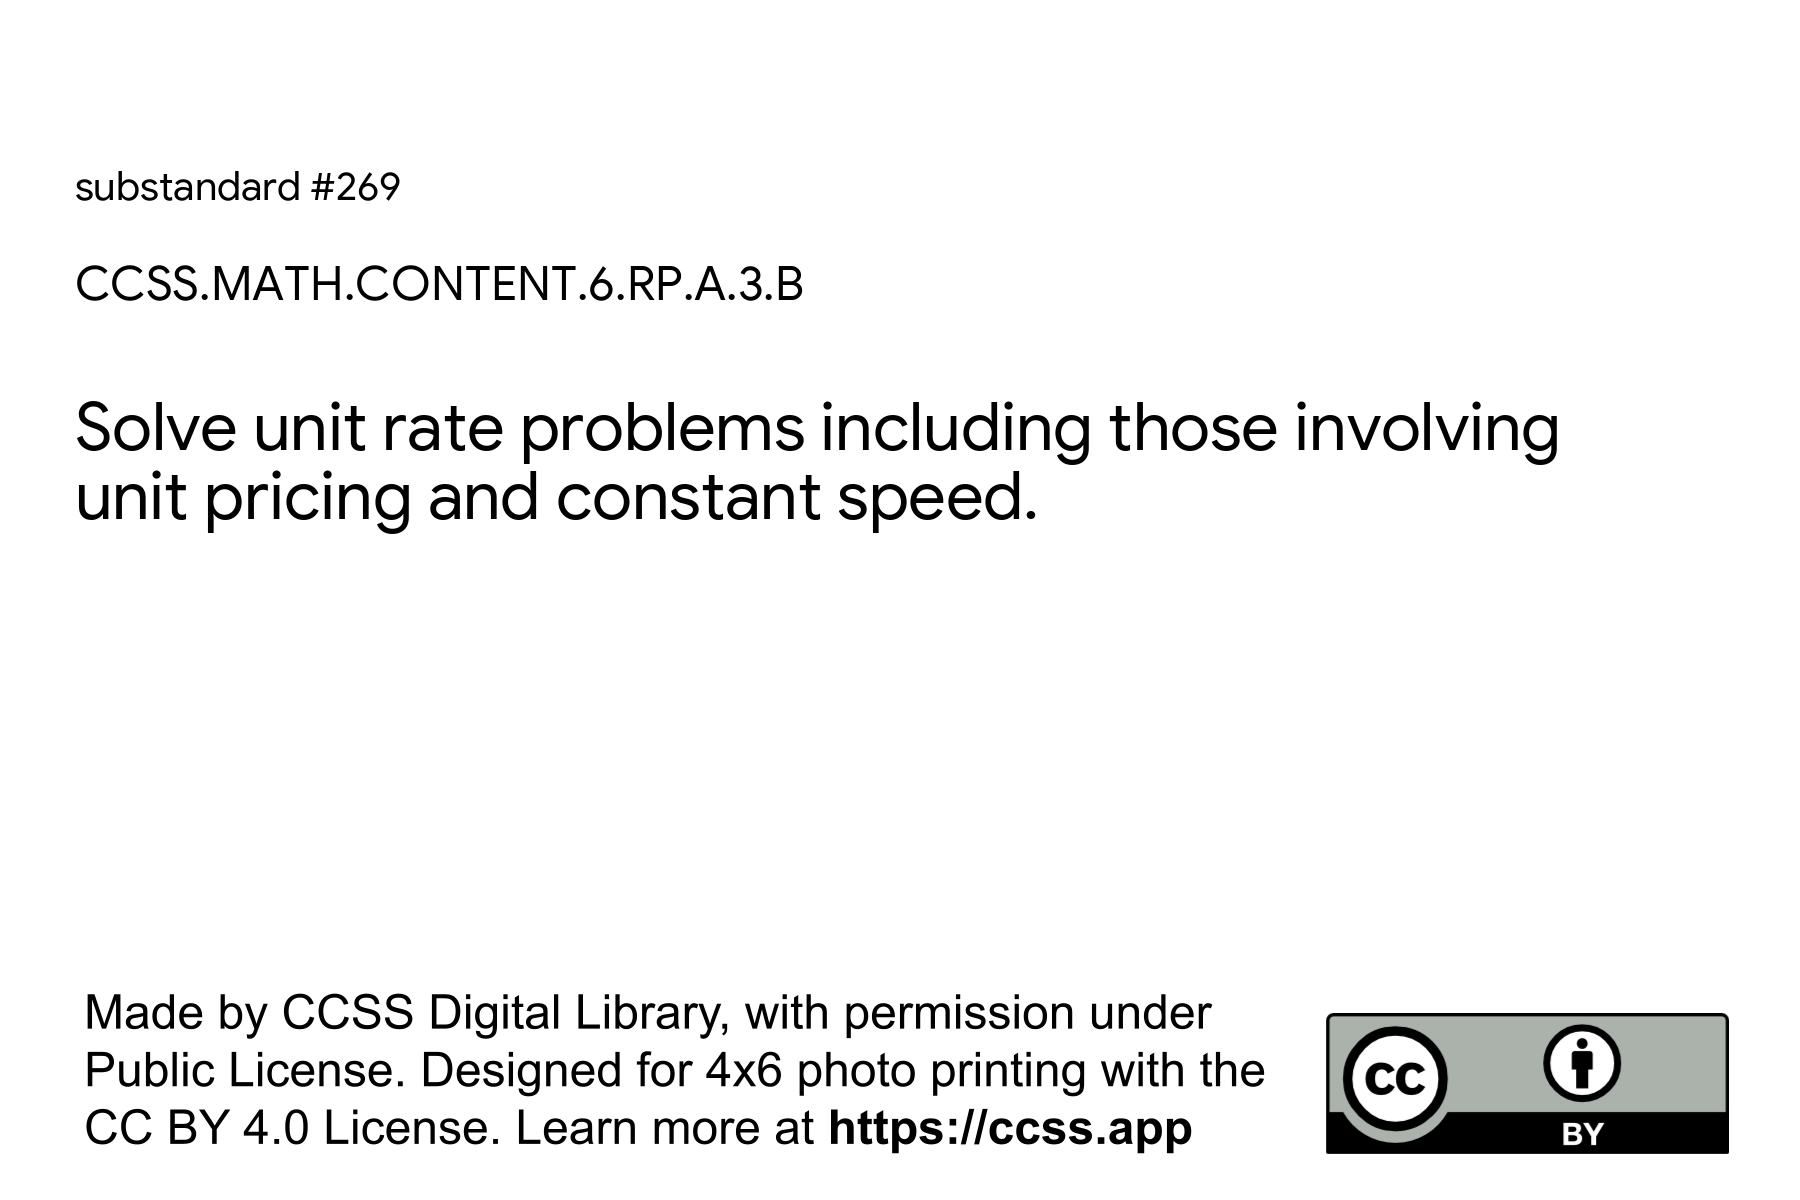 substandard #269
CCSS.MATH.CONTENT.6.RP.A.3.B
Solve unit rate problems including those involving
unit pricing and constant speed.
Made by CCSS Digital Library, with permission under
Public License. Designed for 4x6 photo printing with the
CC BY 4.0 License. Learn more at https://ccss.app
CC
BY